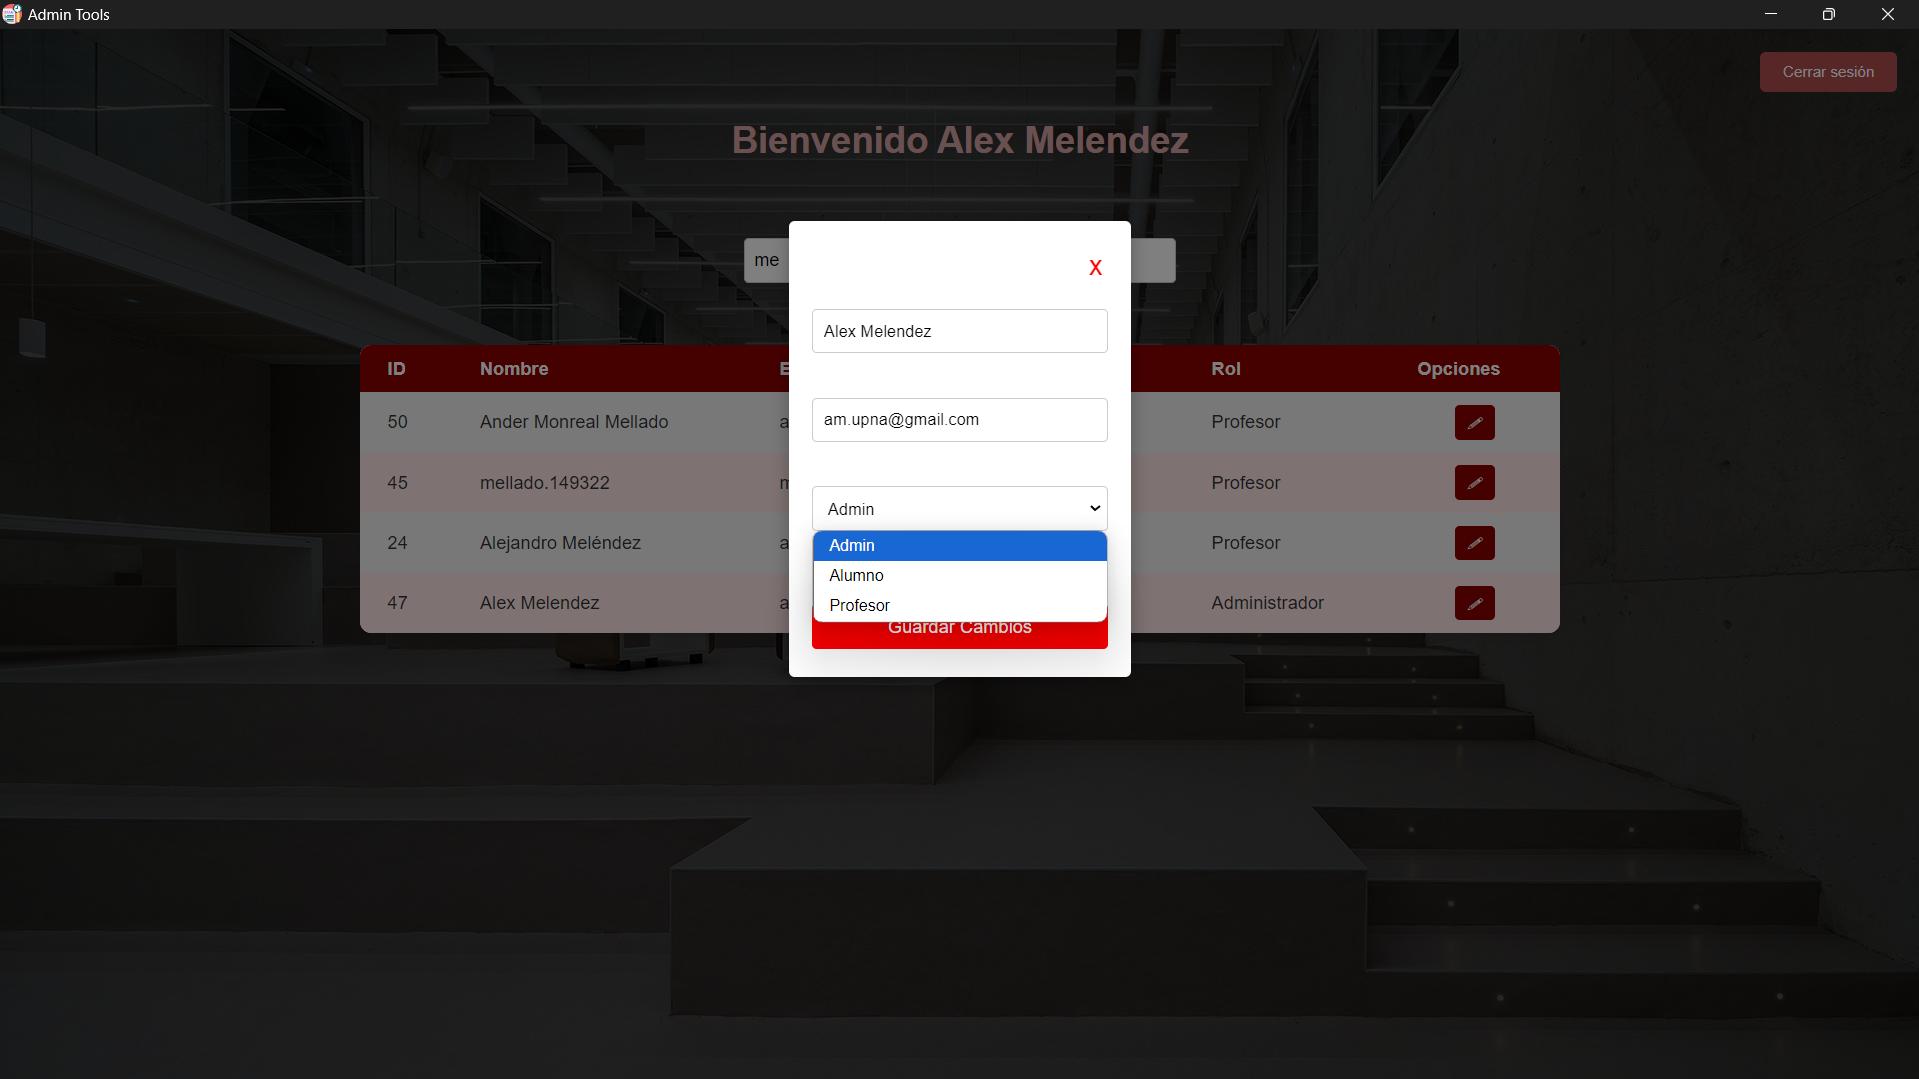 Admin Tools
Cerrar sesión
Bienvenido Alex Melendez
me
X
Alex Melendez
am.upna@gmail.com
Admin
Admin
Alumno
Profesor
Guardar Cambios
ID Nombre E Rol Opciones
50 Ander Monreal Mellado a Profesor
45 mellado.149322 m Profesor
24 Alejandro Meléndez a Profesor
47 Alex Melendez a Administrador